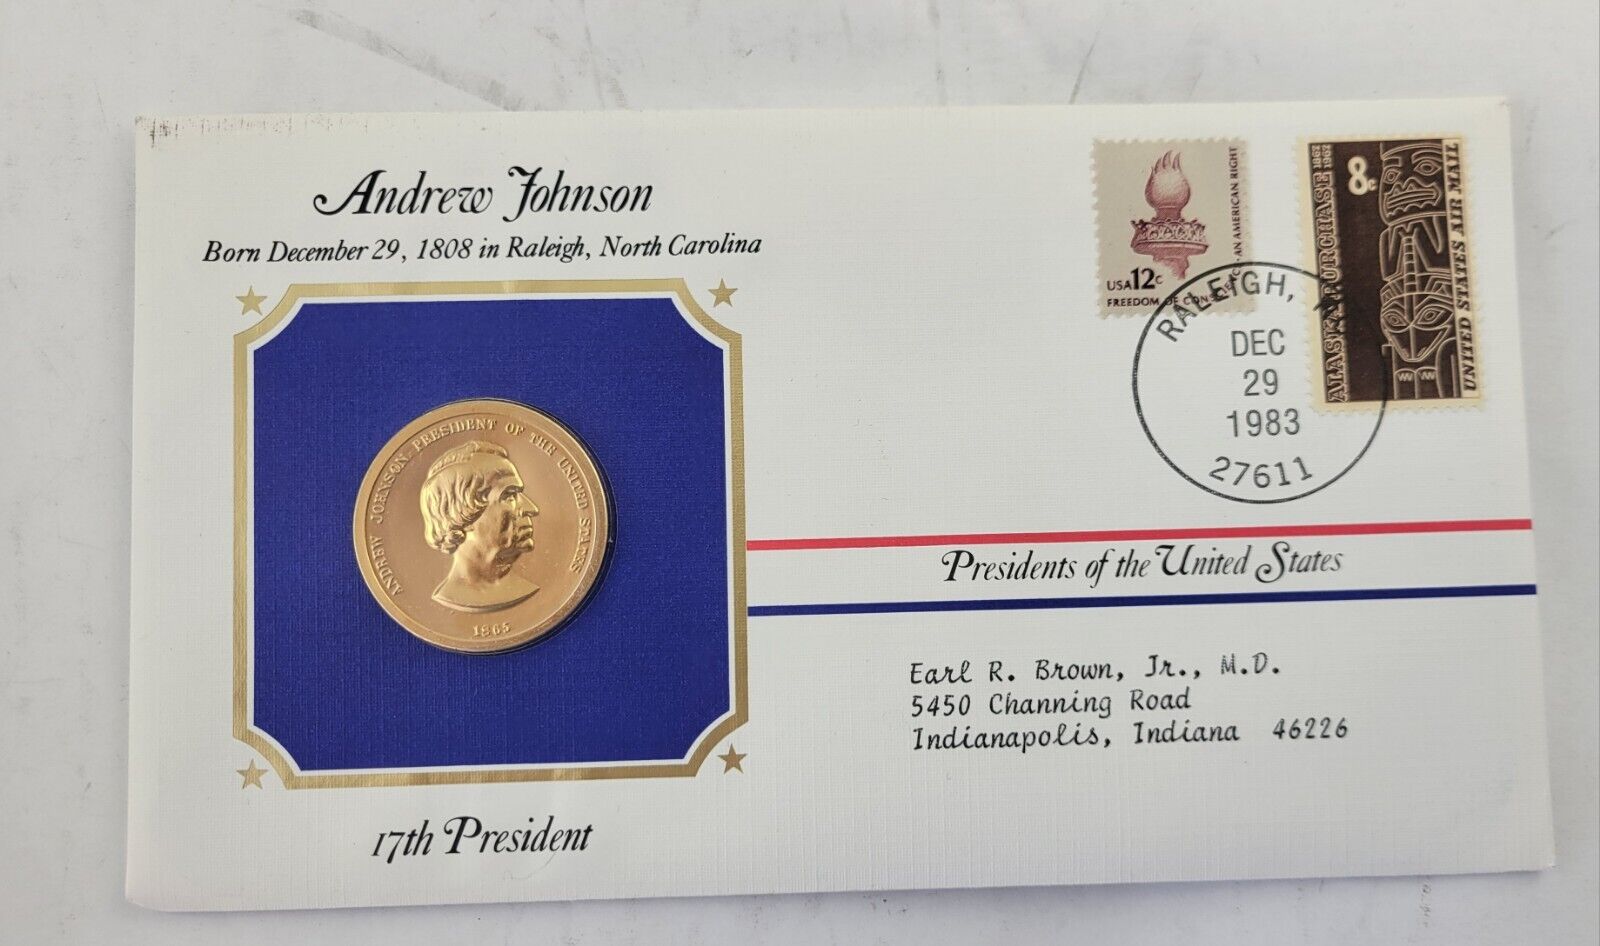 Andrew Johnson
Born December 29, 1808 in Raleigh, North Carolina
ANDREW JOHNSON, PRESIDENT OF THE UNITED STATES
1865
17th President
USA 12c
FREEDOM OF CONSCIENCE - AN AMERICAN RIGHT
8c
ALASKA PURCHASE 1867 1967
UNITED STATES AIR MAIL
RALEIGH,
DEC
29
1983
27611
Presidents of the United States
Earl R. Brown, Jr., M.D.
5450 Channing Road
Indianapolis, Indiana 46226